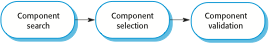 Component
search
Component
selection
Component
validation